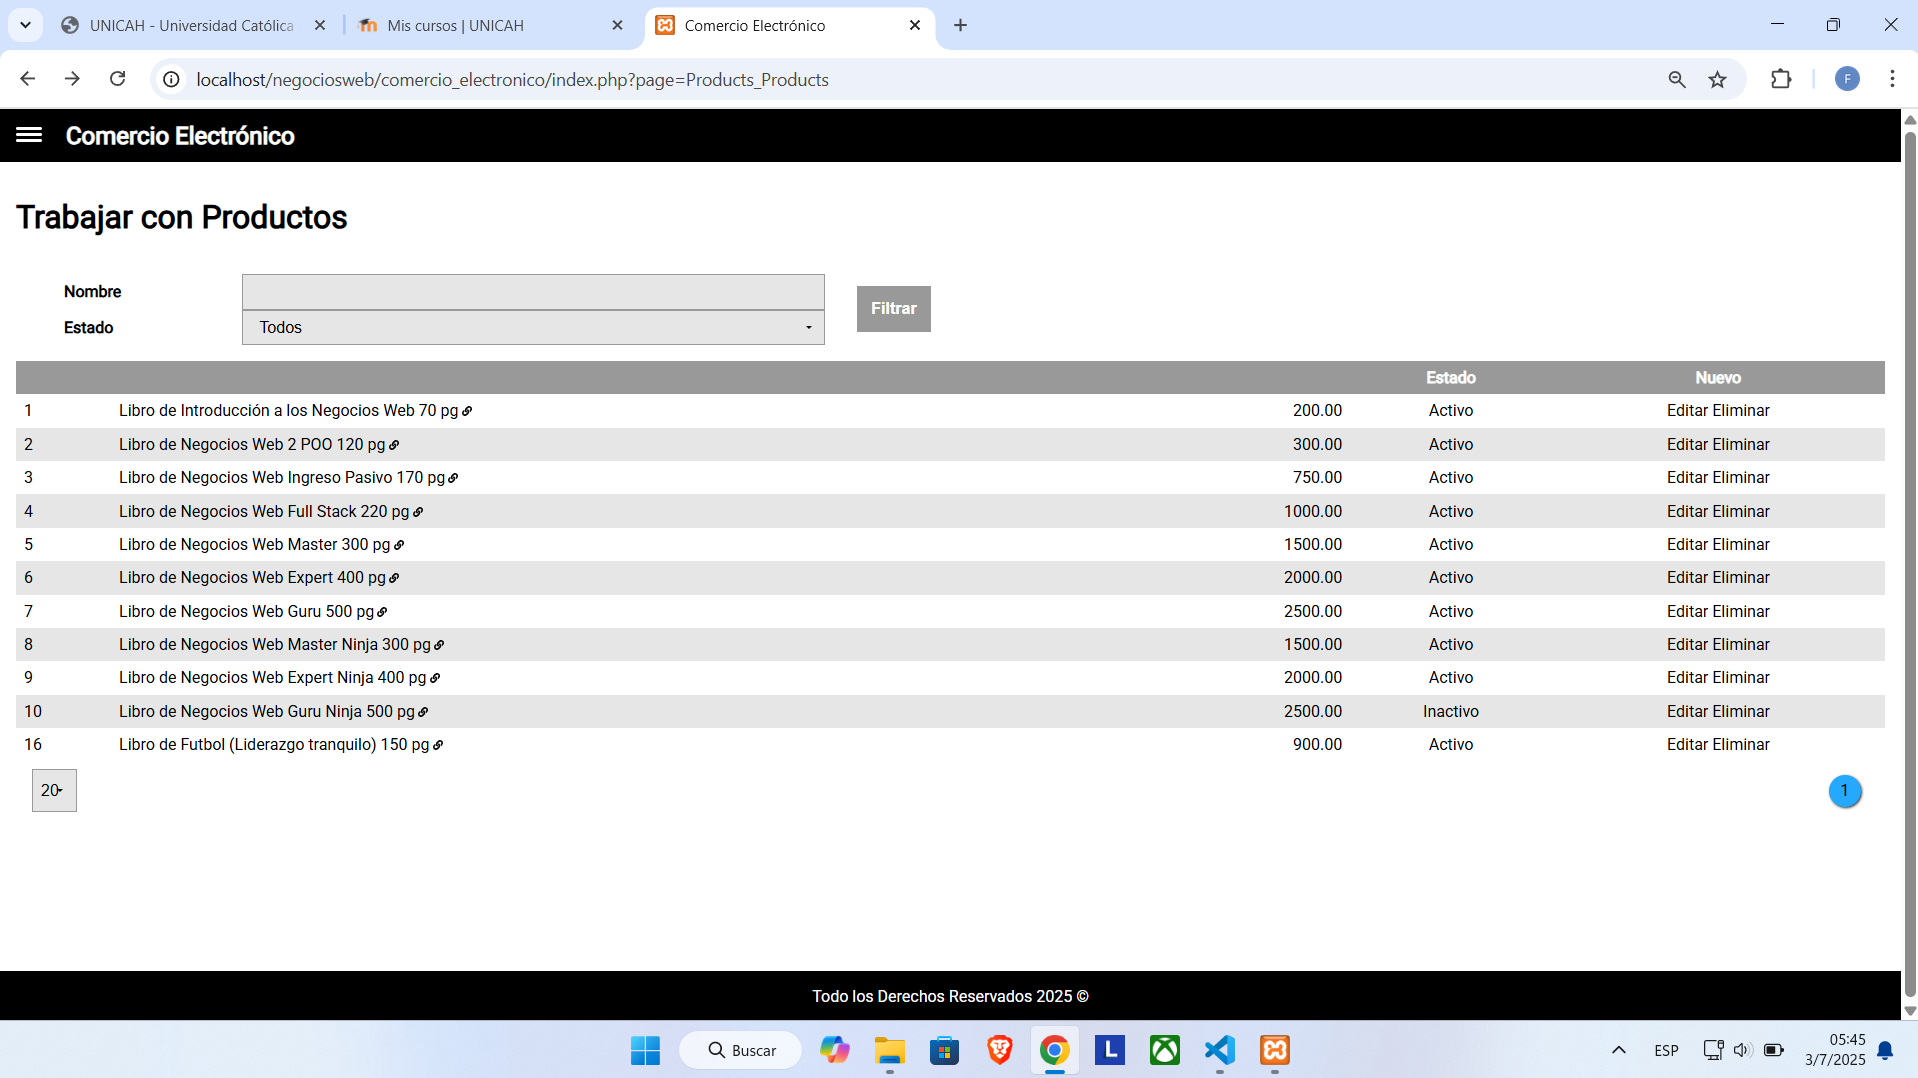 UNICAH - Universidad Católica
Mis cursos | UNICAH
Comercio Electrónico
localhost/negociosweb/comercio_electronico/index.php?page=Products_Products
F
Comercio Electrónico
Trabajar con Productos
Nombre
Filtrar
Estado Todos
Estado Nuevo
1 Libro de Introducción a los Negocios Web 70 pg 200.00 Activo Editar Eliminar
2 Libro de Negocios Web 2 POO 120 pg 300.00 Activo Editar Eliminar
3 Libro de Negocios Web Ingreso Pasivo 170 pg 750.00 Activo Editar Eliminar
4 Libro de Negocios Web Full Stack 220 pg 1000.00 Activo Editar Eliminar
5 Libro de Negocios Web Master 300 pg 1500.00 Activo Editar Eliminar
6 Libro de Negocios Web Expert 400 pg 2000.00 Activo Editar Eliminar
7 Libro de Negocios Web Guru 500 pg 2500.00 Activo Editar Eliminar
8 Libro de Negocios Web Master Ninja 300 pg 1500.00 Activo Editar Eliminar
9 Libro de Negocios Web Expert Ninja 400 pg 2000.00 Activo Editar Eliminar
10 Libro de Negocios Web Guru Ninja 500 pg 2500.00 Inactivo Editar Eliminar
16 Libro de Futbol (Liderazgo tranquilo) 150 pg 900.00 Activo Editar Eliminar
20 1
Todo los Derechos Reservados 2025 ©
Buscar
L
ESP
05:45
3/7/2025